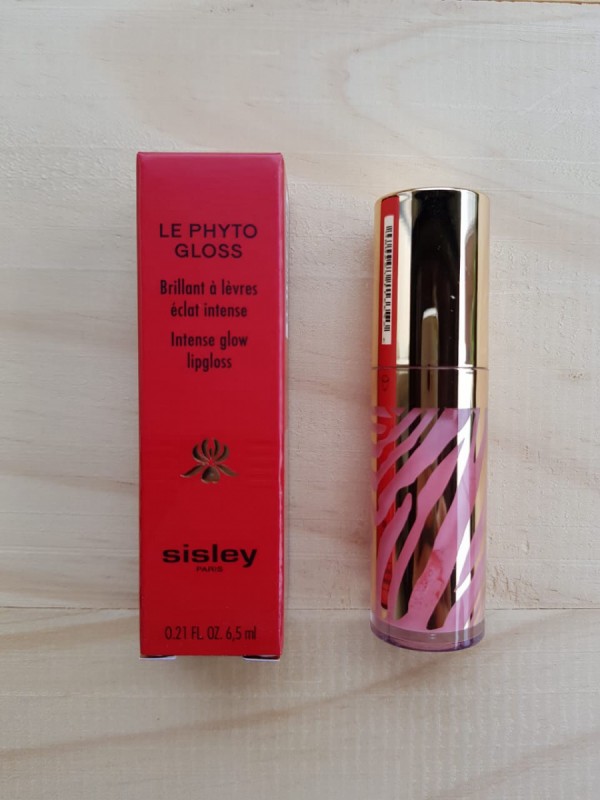 LE PHYTO
GLOSS
Brillant à lèvres
éclat intense
Intense glow
lipgloss
sisley
PARIS
0.21 FL. OZ. 6,5 ml